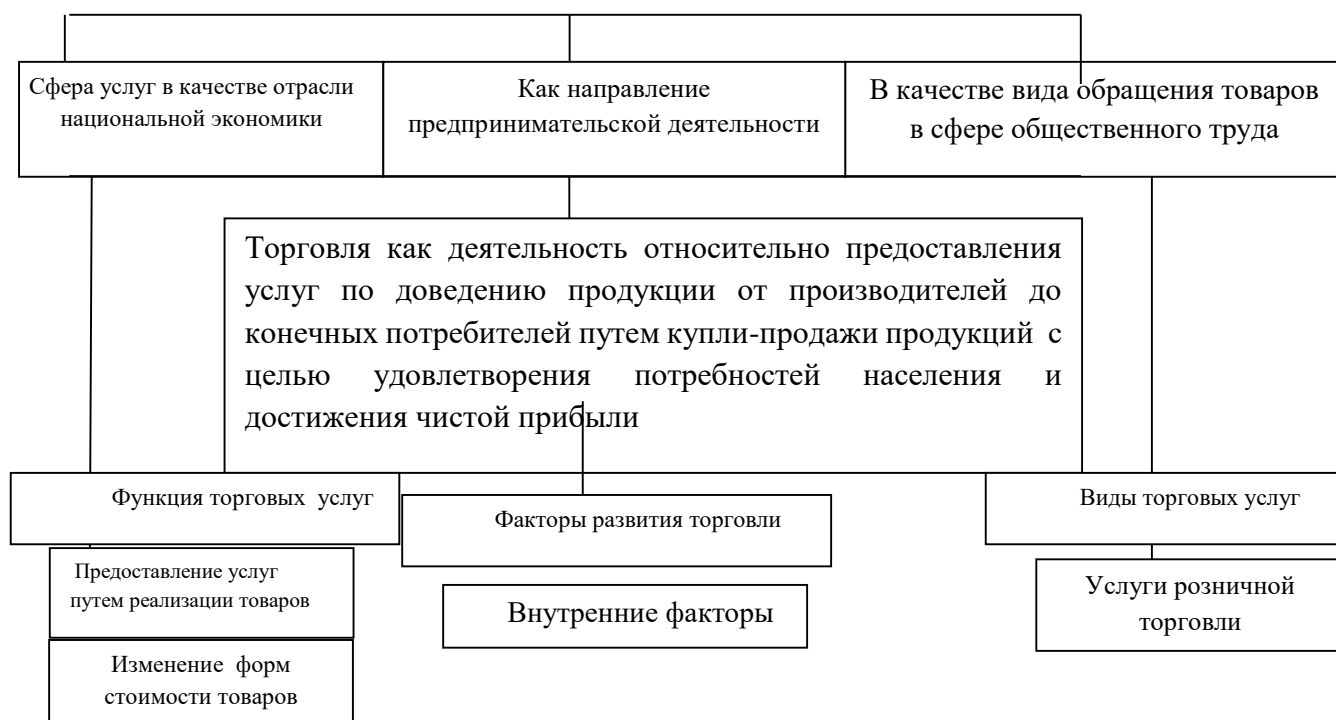 Сфера услуг в качестве отрасли
национальной экономики
Как направление
предпринимательской деятельности
В качестве вида обращения товаров
в сфере общественного труда
Торговля как деятельность относительно предоставления
услуг по доведению продукции от производителей до
конечных потребителей путем купли-продажи продукций с
целью удовлетворения потребностей населения и
достижения чистой прибыли
Функция торговых услуг
Факторы развития торговли
Виды торговых услуг
Предоставление услуг
путем реализации товаров
Внутренние факторы
Услуги розничной
торговли
Изменение форм
стоимости товаров